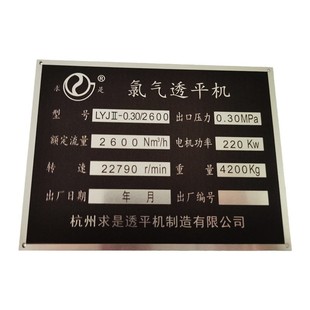 求 是
氯气透平机
型 号 LYJⅡ-0.30/2600 出口压力 0.30MPa
额定流量 2600 Nm³/h 电机功率 220 Kw
转 速 22790 r/min 重 量 4200Kg
出厂日期 年 月 出厂编号
杭州求是透平机制造有限公司